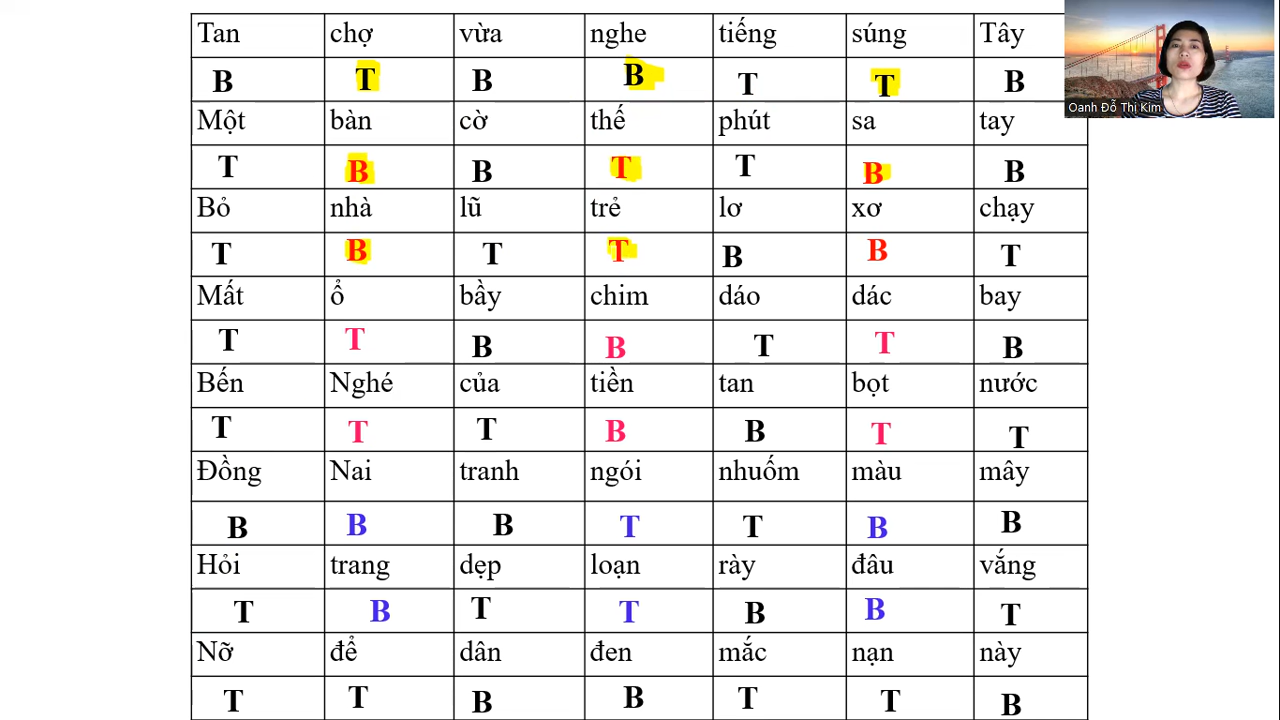 Tan chợ vừa nghe tiếng súng Tây
B T B B T T B
Oanh Đỗ Thị Kim
Một bàn cờ thế phút sa tay
T B B T T B B
Bỏ nhà lũ trẻ lơ xơ chạy
T B T T B B T
Mất ổ bầy chim dáo dác bay
T T B B T T B
Bến Nghé của tiền tan bọt nước
T T T B B T T
Đồng Nai tranh ngói nhuốm màu mây
B B B T T B B
Hỏi trang dẹp loạn rày đâu vắng
T B T T B B T
Nỡ để dân đen mắc nạn này
T T B B T T B